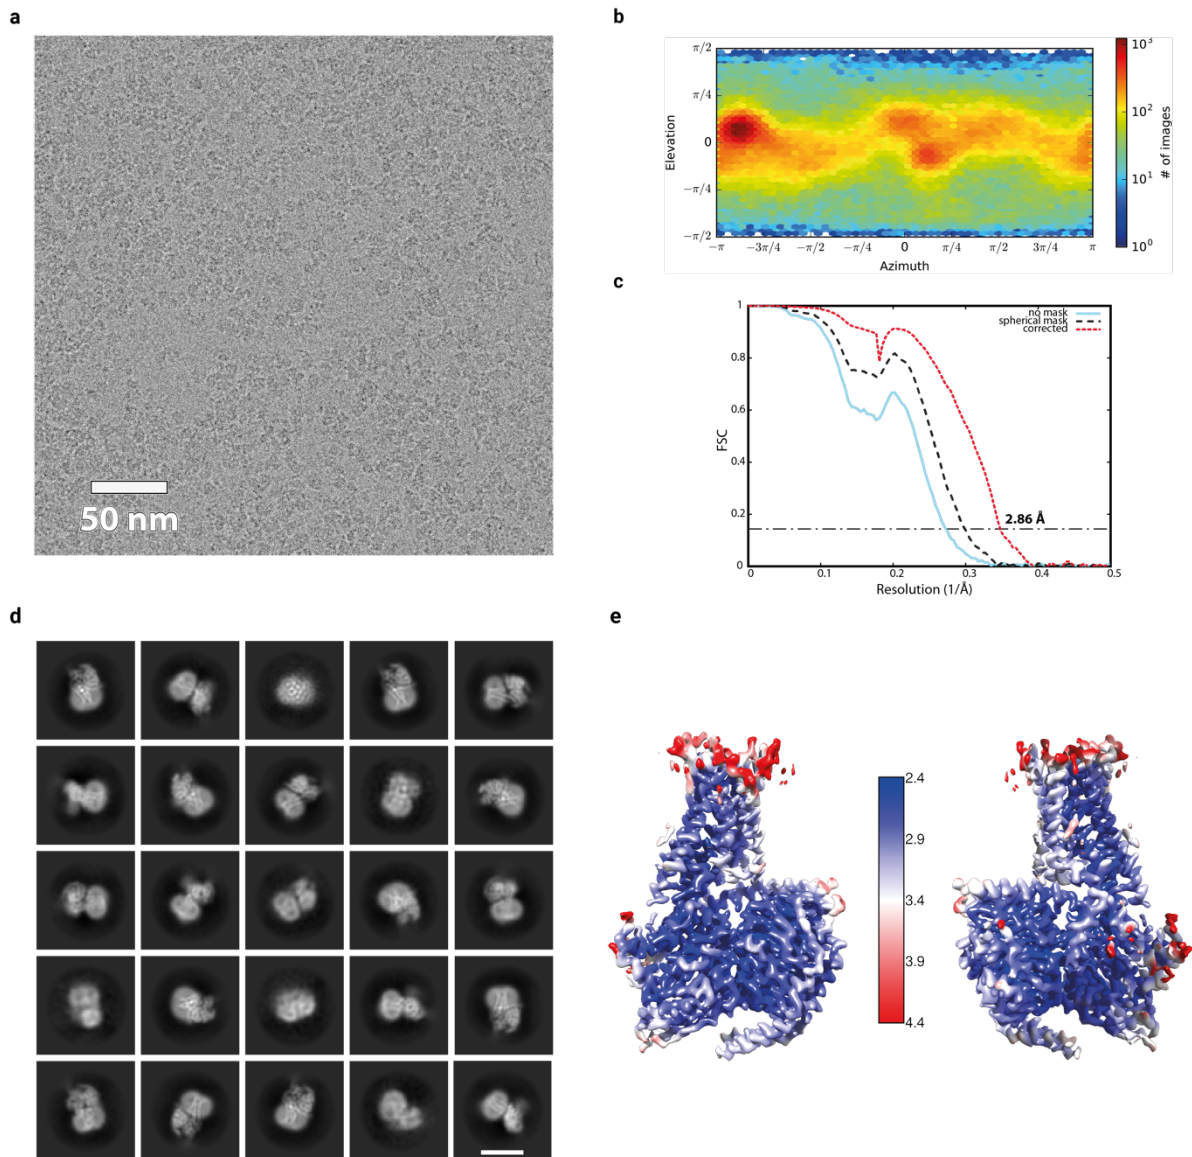 a
50 nm
b
π/2
π/4
0
−π/4
−π/2
Elevation
−π
−3π/4
−π/2
−π/4
0
π/4
π/2
3π/4
π
Azimuth
10³
10²
10¹
10⁰
# of images
c
1
0.8
0.6
0.4
0.2
0
FSC
no mask
spherical mask
corrected
2.86 Å
0
0.1
0.2
0.3
0.4
0.5
Resolution (1/Å)
d
e
2.4
2.9
3.4
3.9
4.4